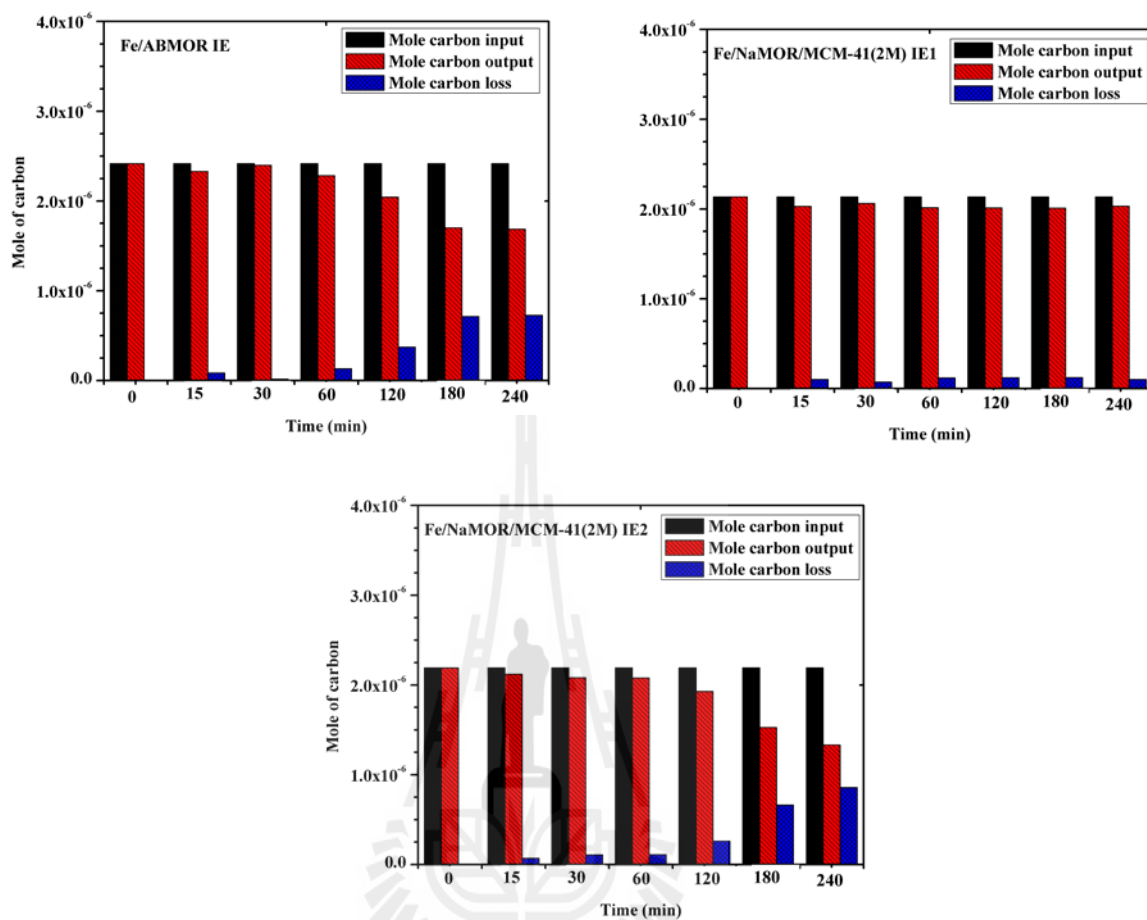 Fe/ABMOR IE
Mole carbon input
Mole carbon output
Mole carbon loss
4.0x10⁻⁶
3.0x10⁻⁶
2.0x10⁻⁶
1.0x10⁻⁶
0.0
Mole of carbon
0 15 30 60 120 180 240
Time (min)
Fe/NaMOR/MCM-41(2M) IE1
Mole carbon input
Mole carbon output
Mole carbon loss
4.0x10⁻⁶
3.0x10⁻⁶
2.0x10⁻⁶
1.0x10⁻⁶
0.0
0 15 30 60 120 180 240
Time (min)
Fe/NaMOR/MCM-41(2M) IE2
Mole carbon input
Mole carbon output
Mole carbon loss
4.0x10⁻⁶
3.0x10⁻⁶
2.0x10⁻⁶
1.0x10⁻⁶
0.0
Mole of carbon
0 15 30 60 120 180 240
Time (min)